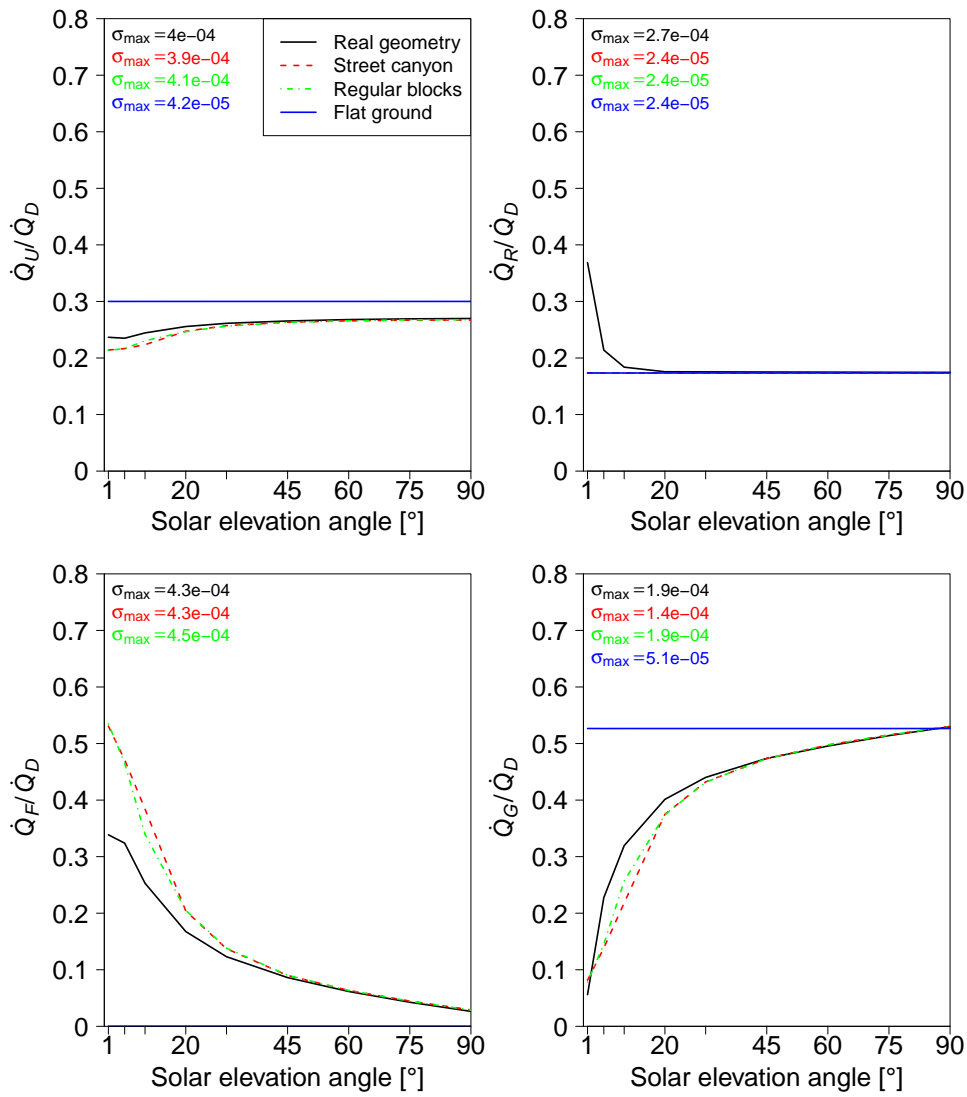 σmax=4e−04
σmax=3.9e−04
σmax=4.1e−04
σmax=4.2e−05
Real geometry
Street canyon
Regular blocks
Flat ground
0.8
0.7
0.6
0.5
0.4
0.3
0.2
0.1
0
Q̇U/Q̇D
1 20 45 60 75 90
Solar elevation angle [°]
σmax=2.7e−04
σmax=2.4e−05
σmax=2.4e−05
σmax=2.4e−05
0.8
0.7
0.6
0.5
0.4
0.3
0.2
0.1
0
Q̇R/Q̇D
1 20 45 60 75 90
Solar elevation angle [°]
σmax=4.3e−04
σmax=4.3e−04
σmax=4.5e−04
0.8
0.7
0.6
0.5
0.4
0.3
0.2
0.1
0
Q̇F/Q̇D
1 20 45 60 75 90
Solar elevation angle [°]
σmax=1.9e−04
σmax=1.4e−04
σmax=1.9e−04
σmax=5.1e−05
0.8
0.7
0.6
0.5
0.4
0.3
0.2
0.1
0
Q̇G/Q̇D
1 20 45 60 75 90
Solar elevation angle [°]